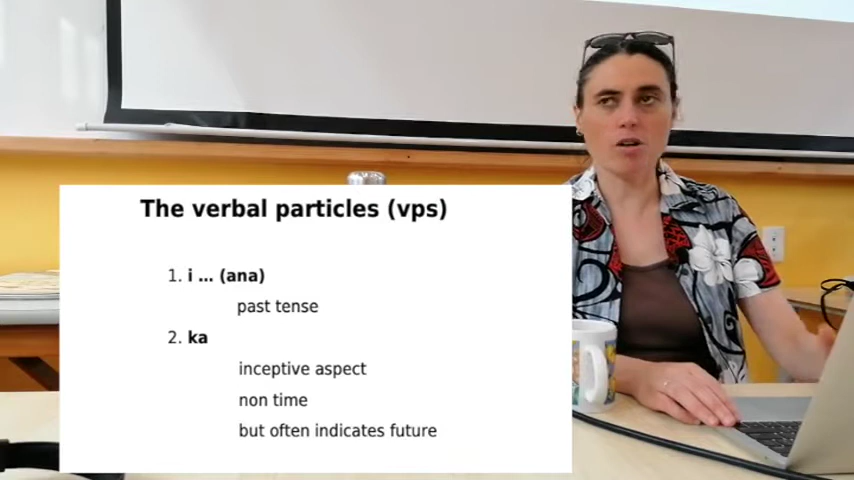 The verbal particles (vps)
1. i ... (ana)
past tense
2. ka
inceptive aspect
non time
but often indicates future